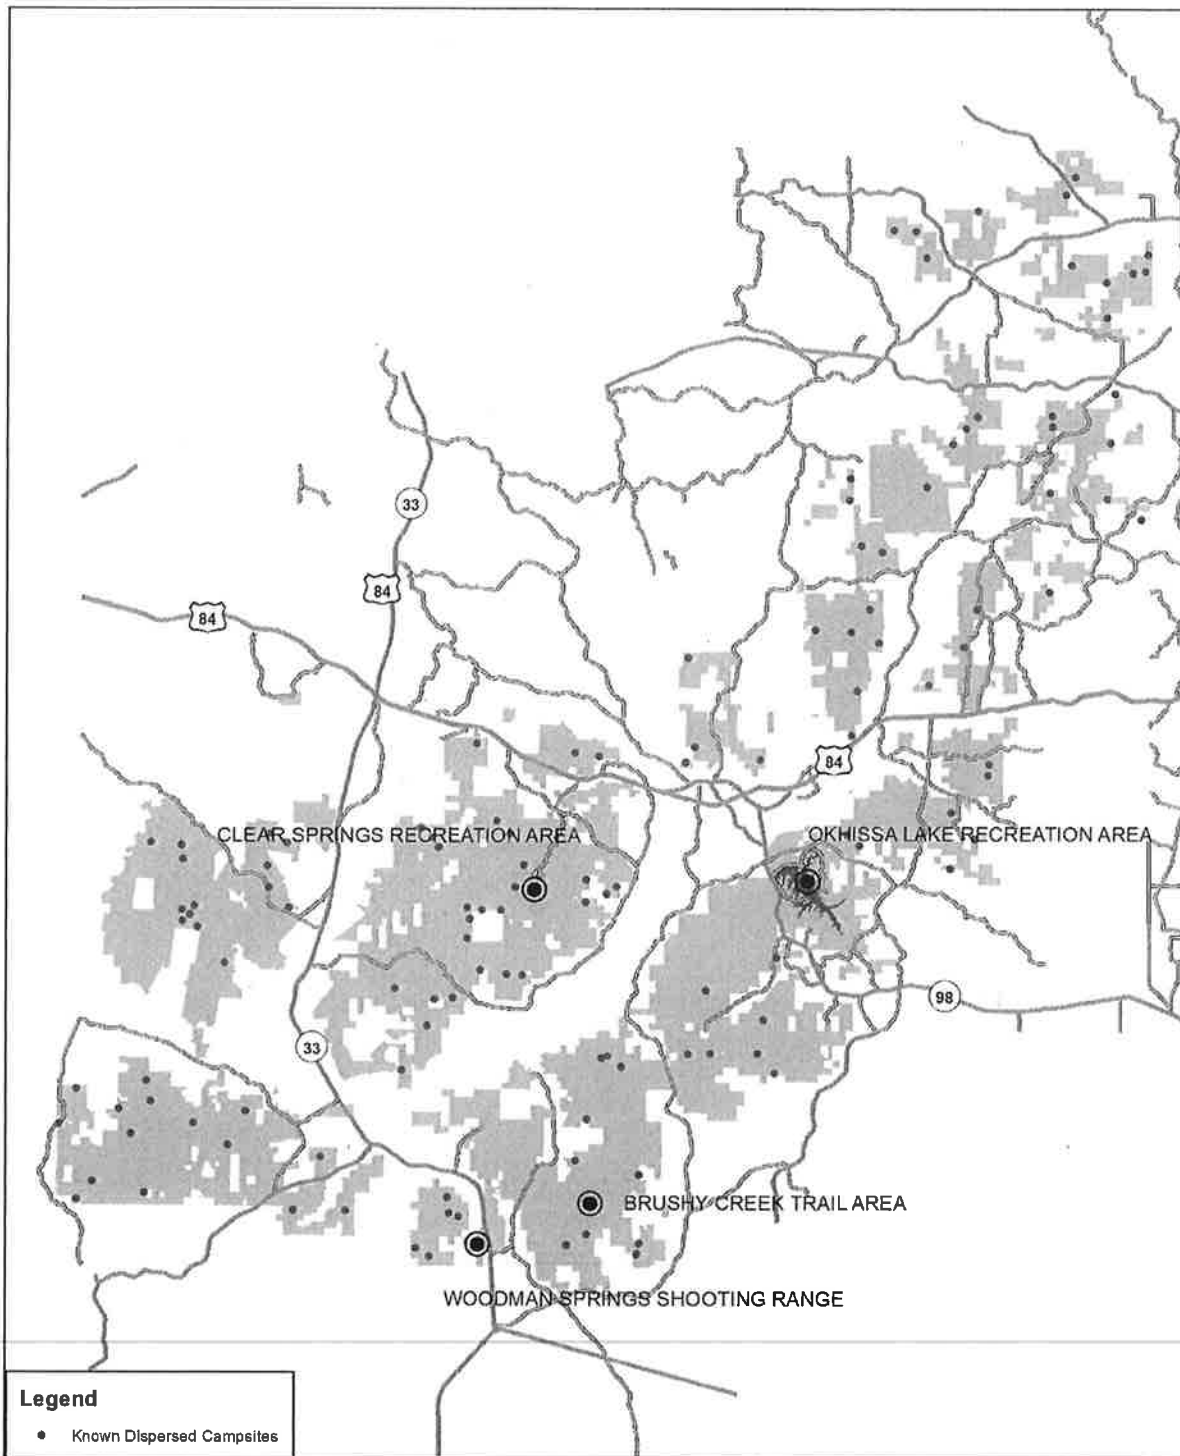 33
84
84
84
CLEAR SPRINGS RECREATION AREA
OKHISSA LAKE RECREATION AREA
98
33
BRUSHY CREEK TRAIL AREA
WOODMAN SPRINGS SHOOTING RANGE
Legend
Known Dispersed Campsites